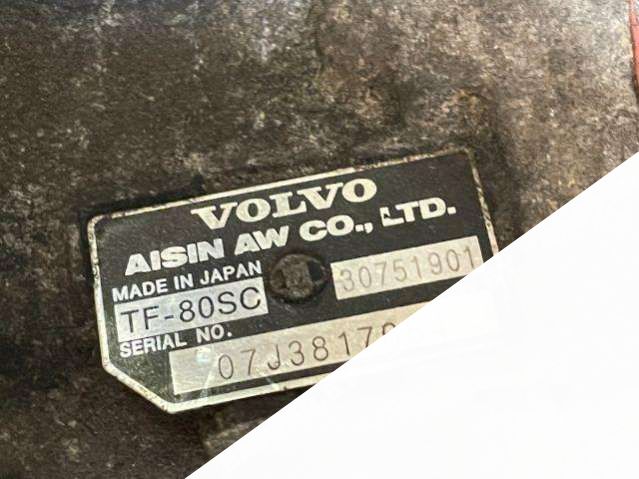 VOLVO
AISIN AW CO., LTD.
MADE IN JAPAN
30751901
TF-80SC
SERIAL NO.